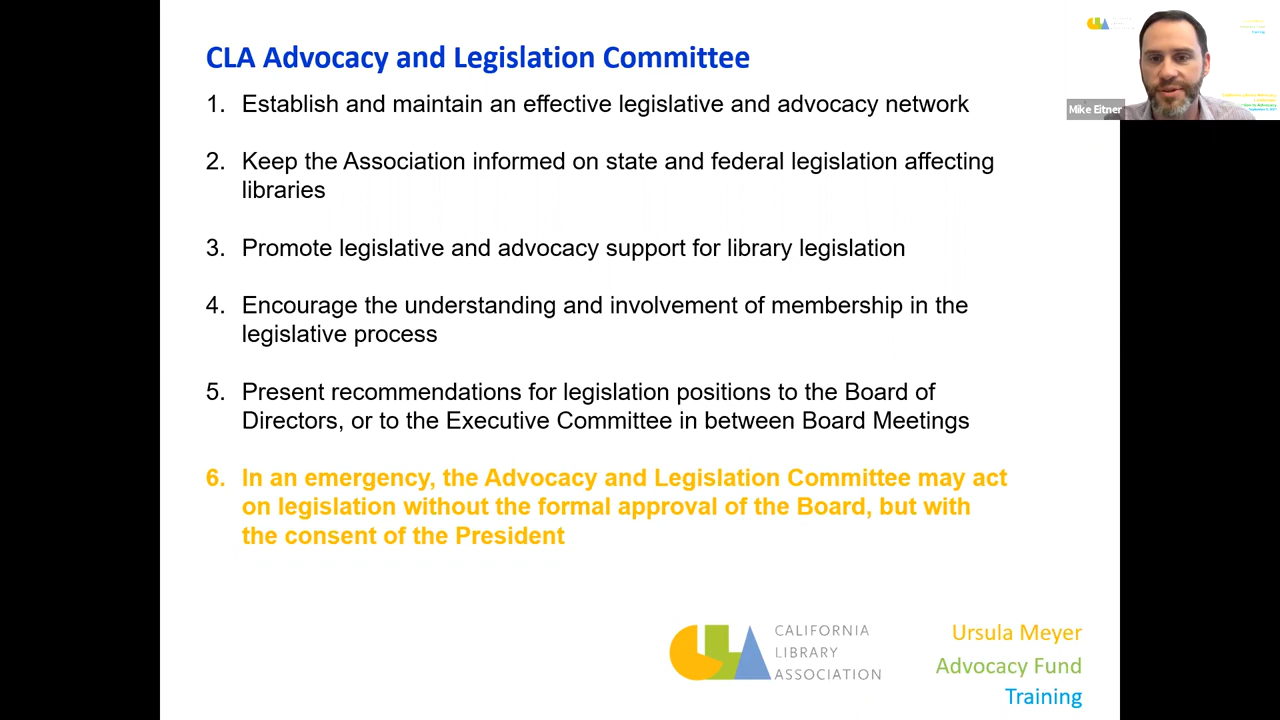 CLA Advocacy and Legislation Committee
1. Establish and maintain an effective legislative and advocacy network
2. Keep the Association informed on state and federal legislation affecting
libraries
3. Promote legislative and advocacy support for library legislation
4. Encourage the understanding and involvement of membership in the
legislative process
5. Present recommendations for legislation positions to the Board of
Directors, or to the Executive Committee in between Board Meetings
6. In an emergency, the Advocacy and Legislation Committee may act
on legislation without the formal approval of the Board, but with
the consent of the President
CLA
CALIFORNIA
LIBRARY
ASSOCIATION
Ursula Meyer
Advocacy Fund
Training
Mike Eitner